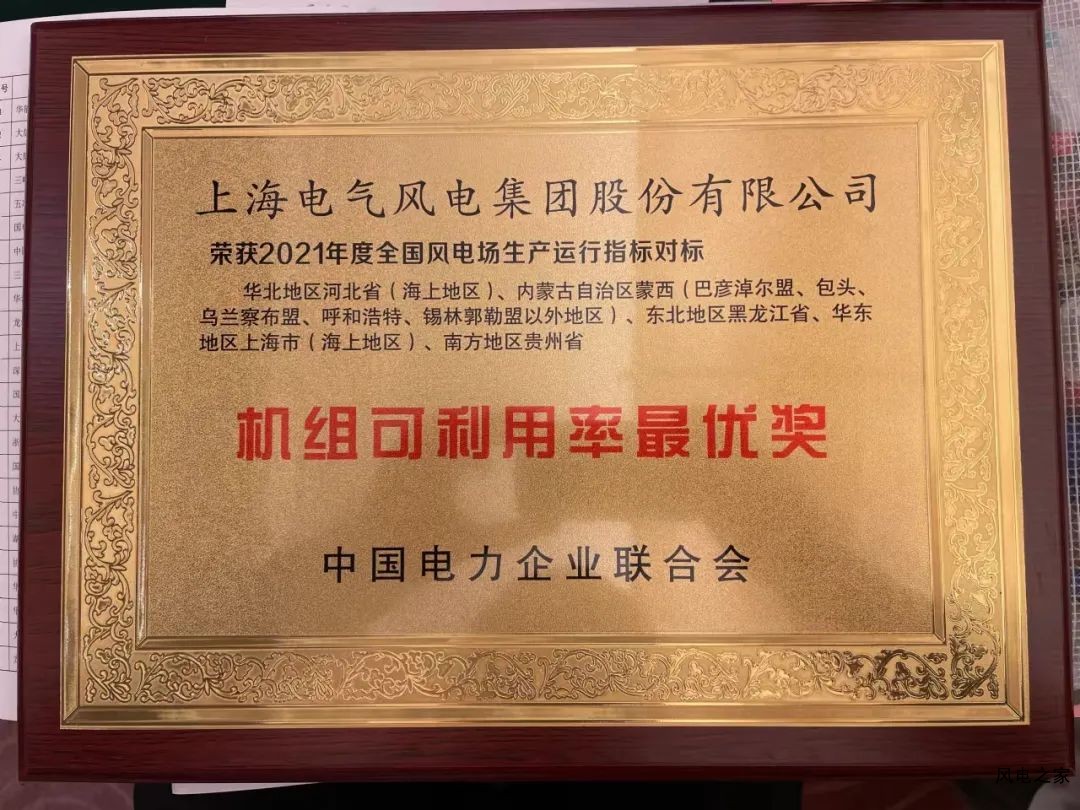 上海电气风电集团股份有限公司
荣获2021年度全国风电场生产运行指标对标
华北地区河北省（海上地区）、内蒙古自治区蒙西（巴彦淖尔盟、包头、
乌兰察布盟、呼和浩特、锡林郭勒盟以外地区）、东北地区黑龙江省、华东
地区上海市（海上地区）、南方地区贵州省
机组可利用率最优奖
中国电力企业联合会
风电之家